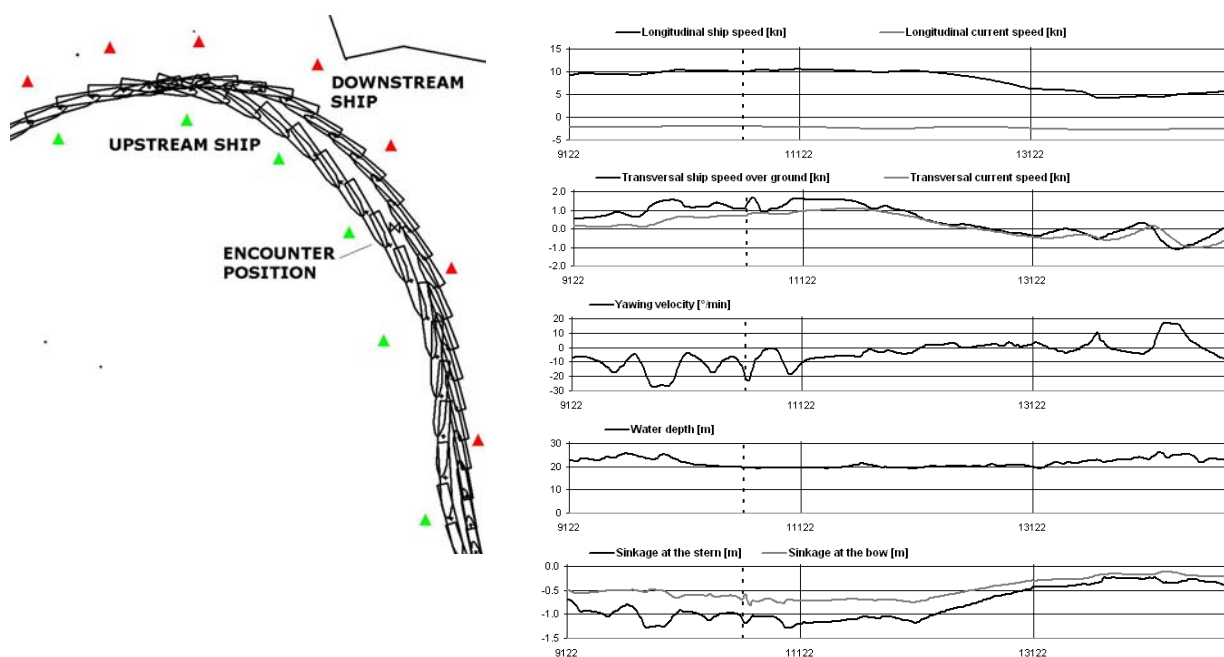 DOWNSTREAM
SHIP
UPSTREAM SHIP
ENCOUNTER
POSITION
Longitudinal ship speed [kn] Longitudinal current speed [kn]
15
10
5
0
-5
9122 11122 13122
Transversal ship speed over ground [kn] Transversal current speed [kn]
2.0
1.0
0.0
-1.0
-2.0
9122 11122 13122
Yawing velocity [°/min]
20
10
0
-10
-20
-30
9122 11122 13122
Water depth [m]
30
20
10
0
9122 11122 13122
Sinkage at the stern [m] Sinkage at the bow [m]
0.0
-0.5
-1.0
-1.5
9122 11122 13122